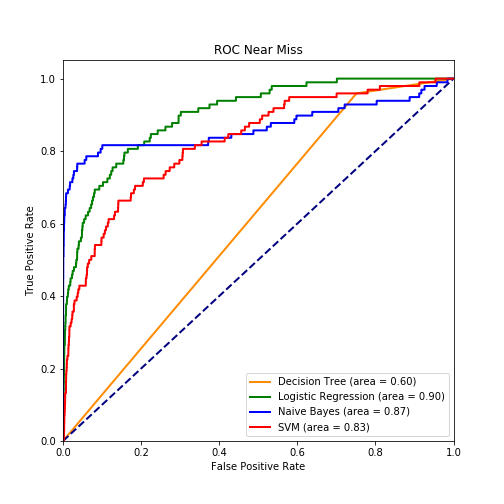 ROC Near Miss
True Positive Rate
1.0
0.8
0.6
0.4
0.2
0.0
0.0 0.2 0.4 0.6 0.8 1.0
False Positive Rate
Decision Tree (area = 0.60)
Logistic Regression (area = 0.90)
Naive Bayes (area = 0.87)
SVM (area = 0.83)